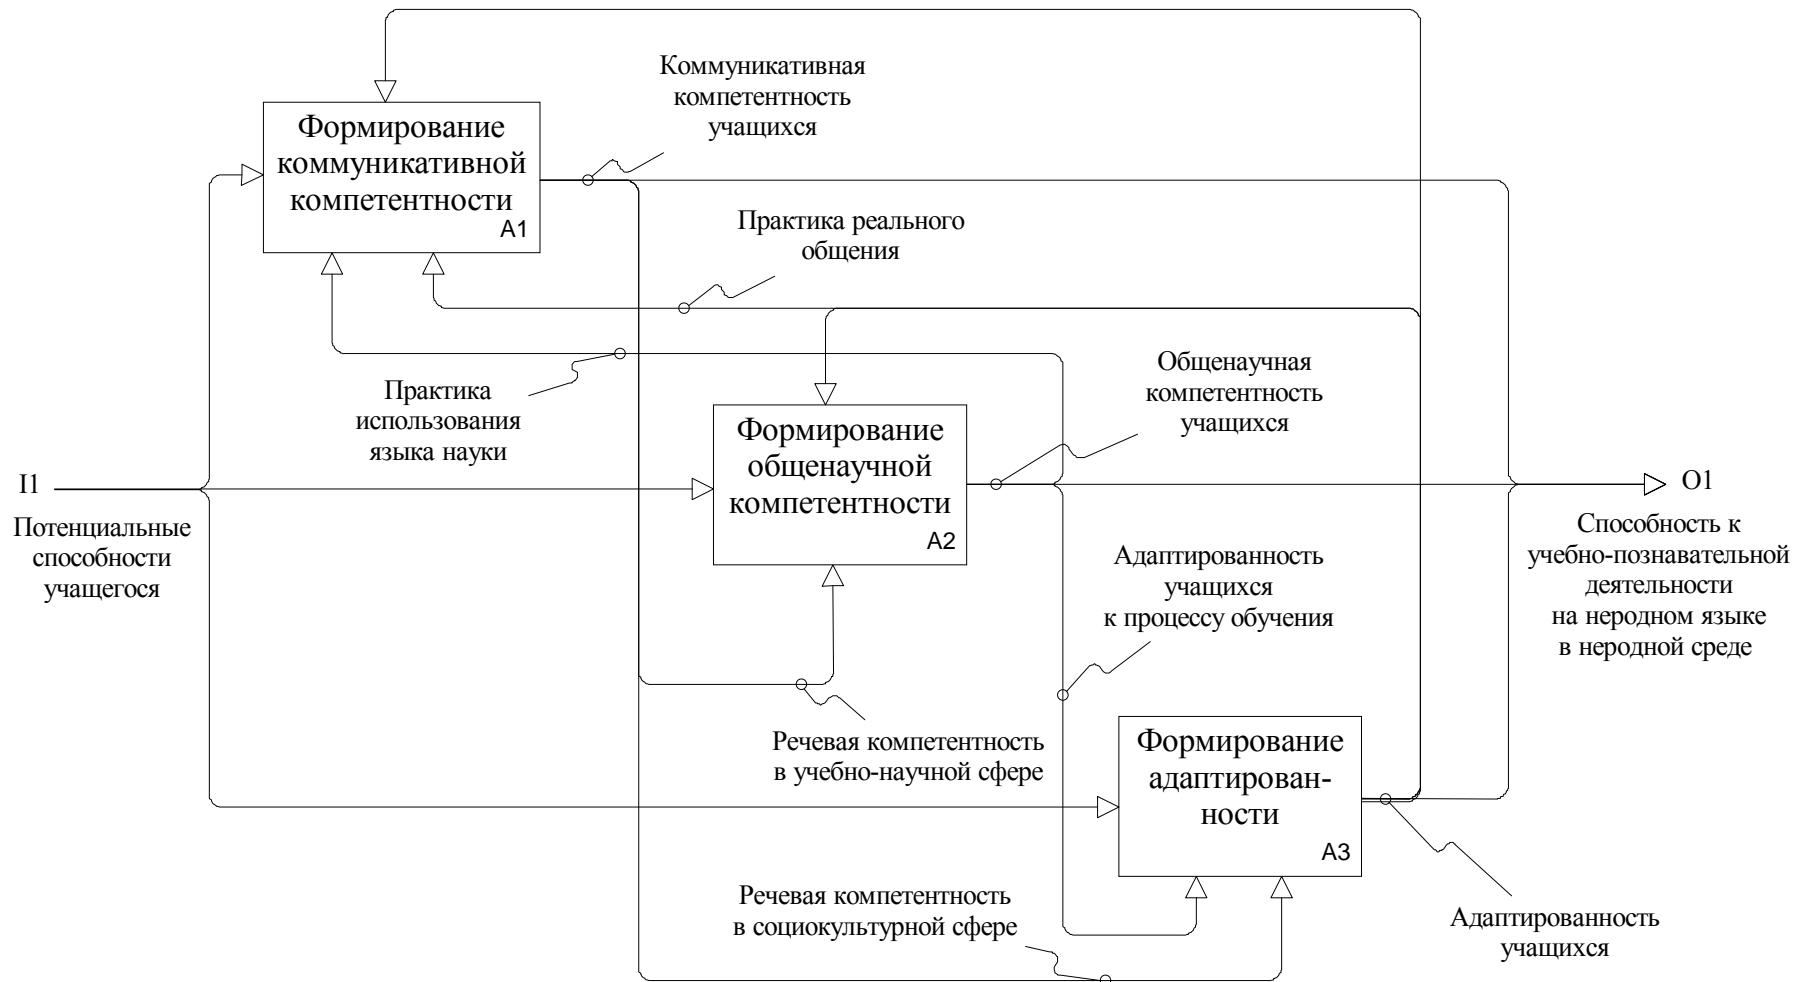 Коммуникативная
компетентность
учащихся
Формирование
коммуникативной
компетентности
A1
Практика реального
общения
Практика
использования
языка науки
Общенаучная
компетентность
учащихся
Формирование
общенаучной
компетентности
A2
I1
Потенциальные
способности
учащегося
O1
Способность к
учебно-познавательной
деятельности
на неродном языке
в неродной среде
Адаптированность
учащихся
к процессу обучения
Речевая компетентность
в учебно-научной сфере
Формирование
адаптирован-
ности
A3
Речевая компетентность
в социокультурной сфере
Адаптированность
учащихся